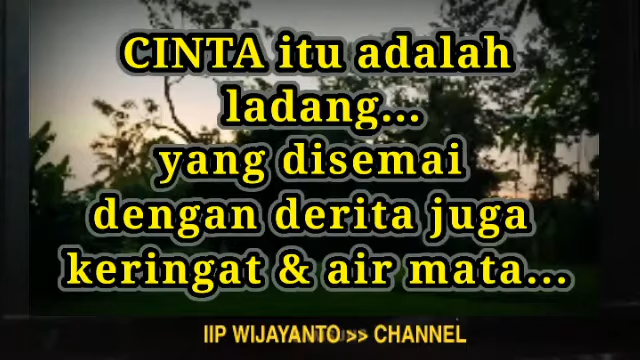 CINTA itu adalah
ladang...
yang disemai
dengan derita juga
keringat & air mata...
IIP WIJAYANTO >> CHANNEL